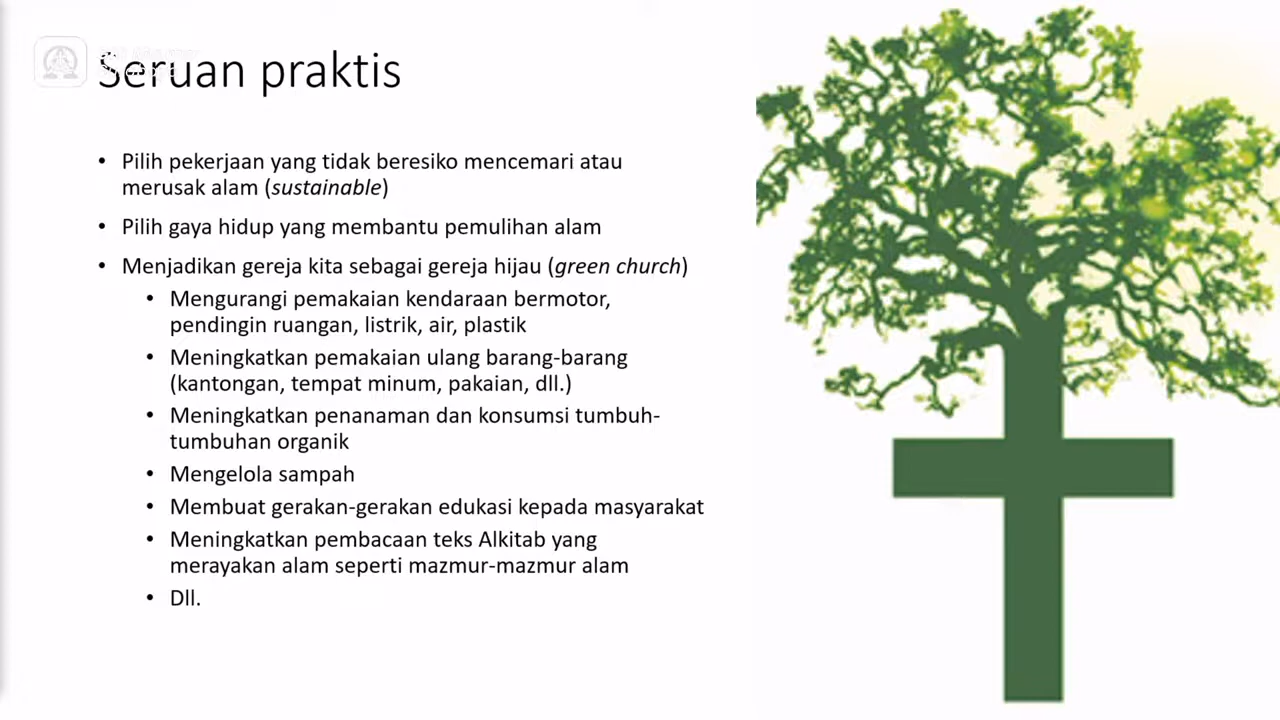 Seruan praktis
• Pilih pekerjaan yang tidak beresiko mencemari atau
merusak alam (sustainable)
• Pilih gaya hidup yang membantu pemulihan alam
• Menjadikan gereja kita sebagai gereja hijau (green church)
• Mengurangi pemakaian kendaraan bermotor,
pendingin ruangan, listrik, air, plastik
• Meningkatkan pemakaian ulang barang-barang
(kantongan, tempat minum, pakaian, dll.)
• Meningkatkan penanaman dan konsumsi tumbuh-
tumbuhan organik
• Mengelola sampah
• Membuat gerakan-gerakan edukasi kepada masyarakat
• Meningkatkan pembacaan teks Alkitab yang
merayakan alam seperti mazmur-mazmur alam
• Dll.